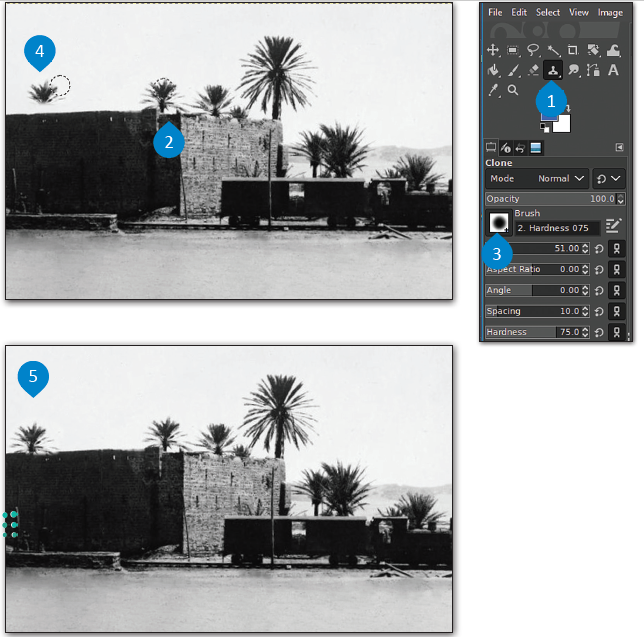 4
2
5
File Edit Select View Image
A
1
Clone
Mode Normal
Opacity 100.0
Brush
2. Hardness 075
3
51.00
Aspect Ratio 0.00
Angle 0.00
Spacing 10.0
Hardness 75.0